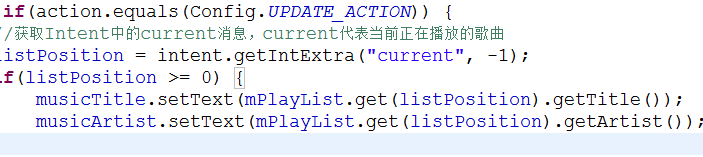 if(action.equals(Config.UPDATE_ACTION)) {
//获取Intent中的current消息，current代表当前正在播放的歌曲
listPosition = intent.getIntExtra("current", -1);
if(listPosition >= 0) {
musicTitle.setText(mPlayList.get(listPosition).getTitle());
musicArtist.setText(mPlayList.get(listPosition).getArtist());